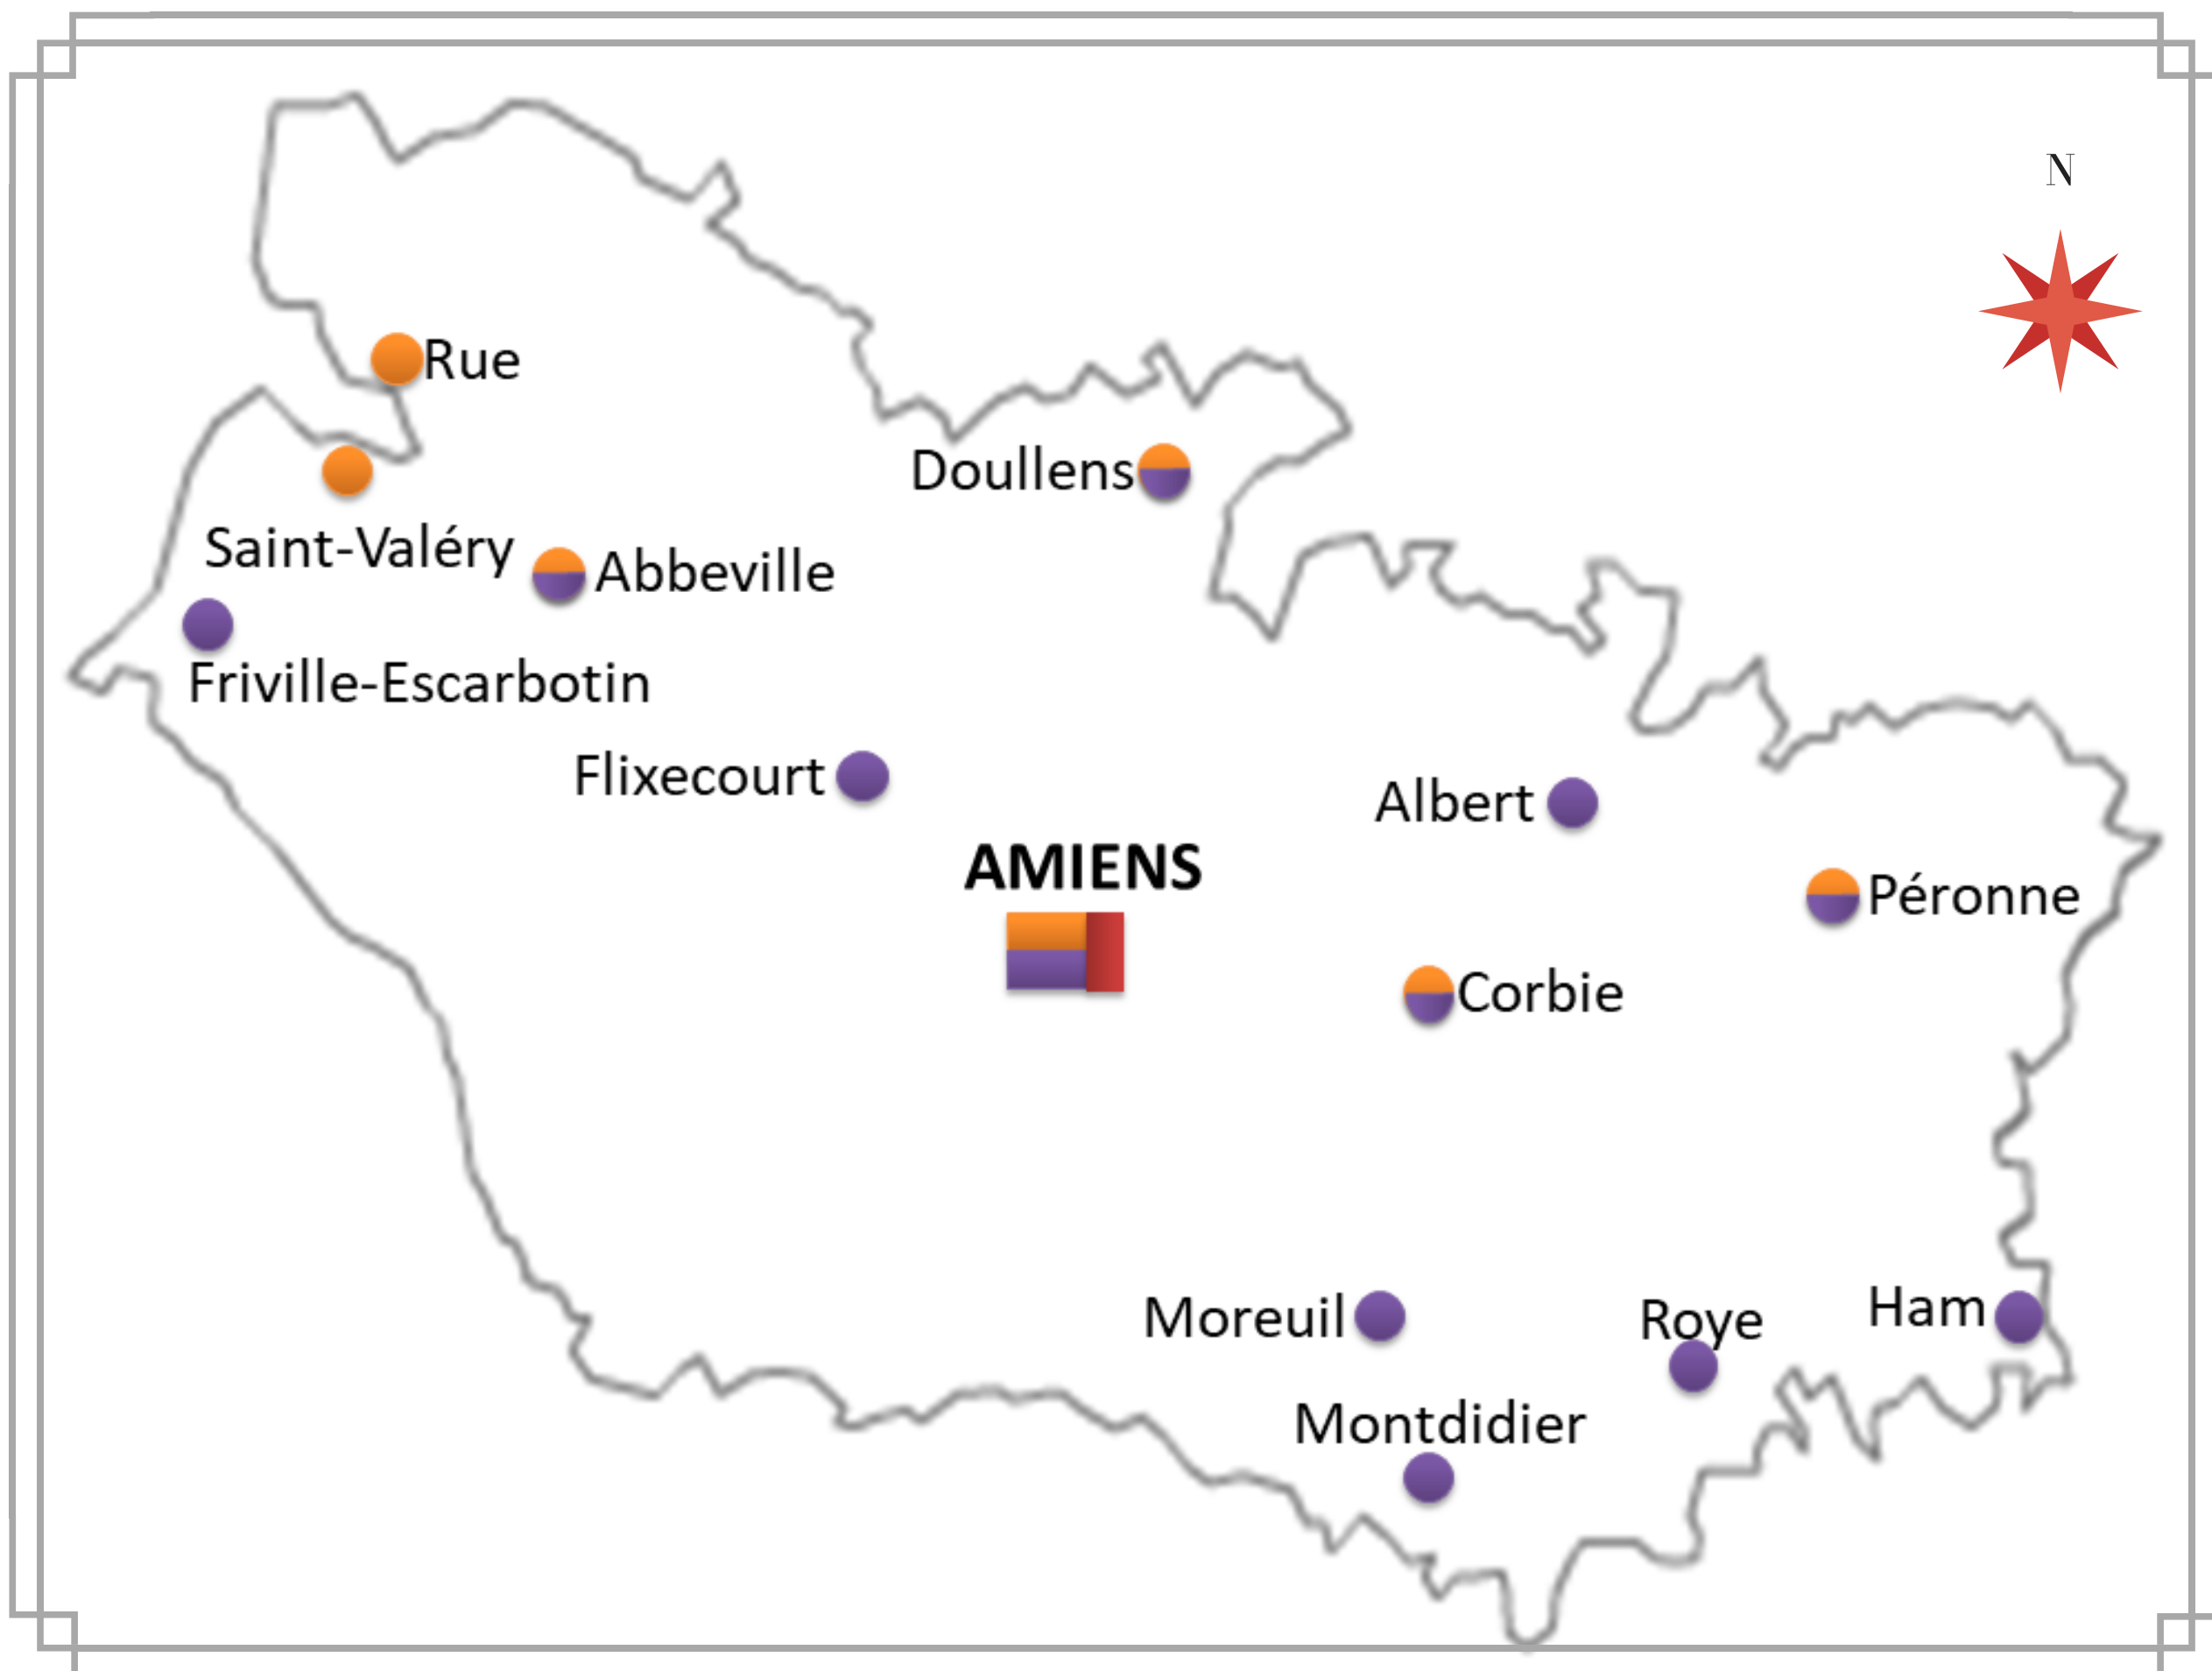 N
Rue
Doullens
Saint-Valéry
Abbeville
Friville-Escarbotin
Flixecourt
Albert
AMIENS
Péronne
Corbie
Moreuil
Roye
Ham
Montdidier